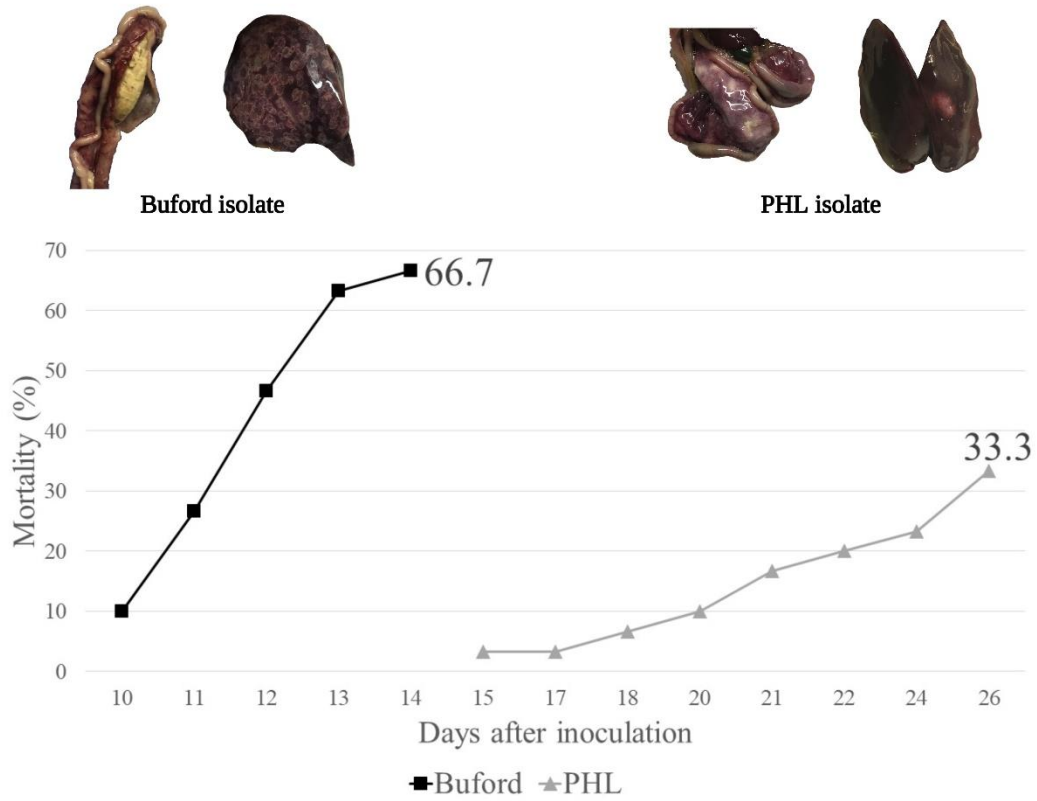 Buford isolate
PHL isolate
70
60
50
40
30
20
10
0
Mortality (%)
66.7
33.3
10 11 12 13 14 15 17 18 20 21 22 24 26
Days after inoculation
Buford PHL